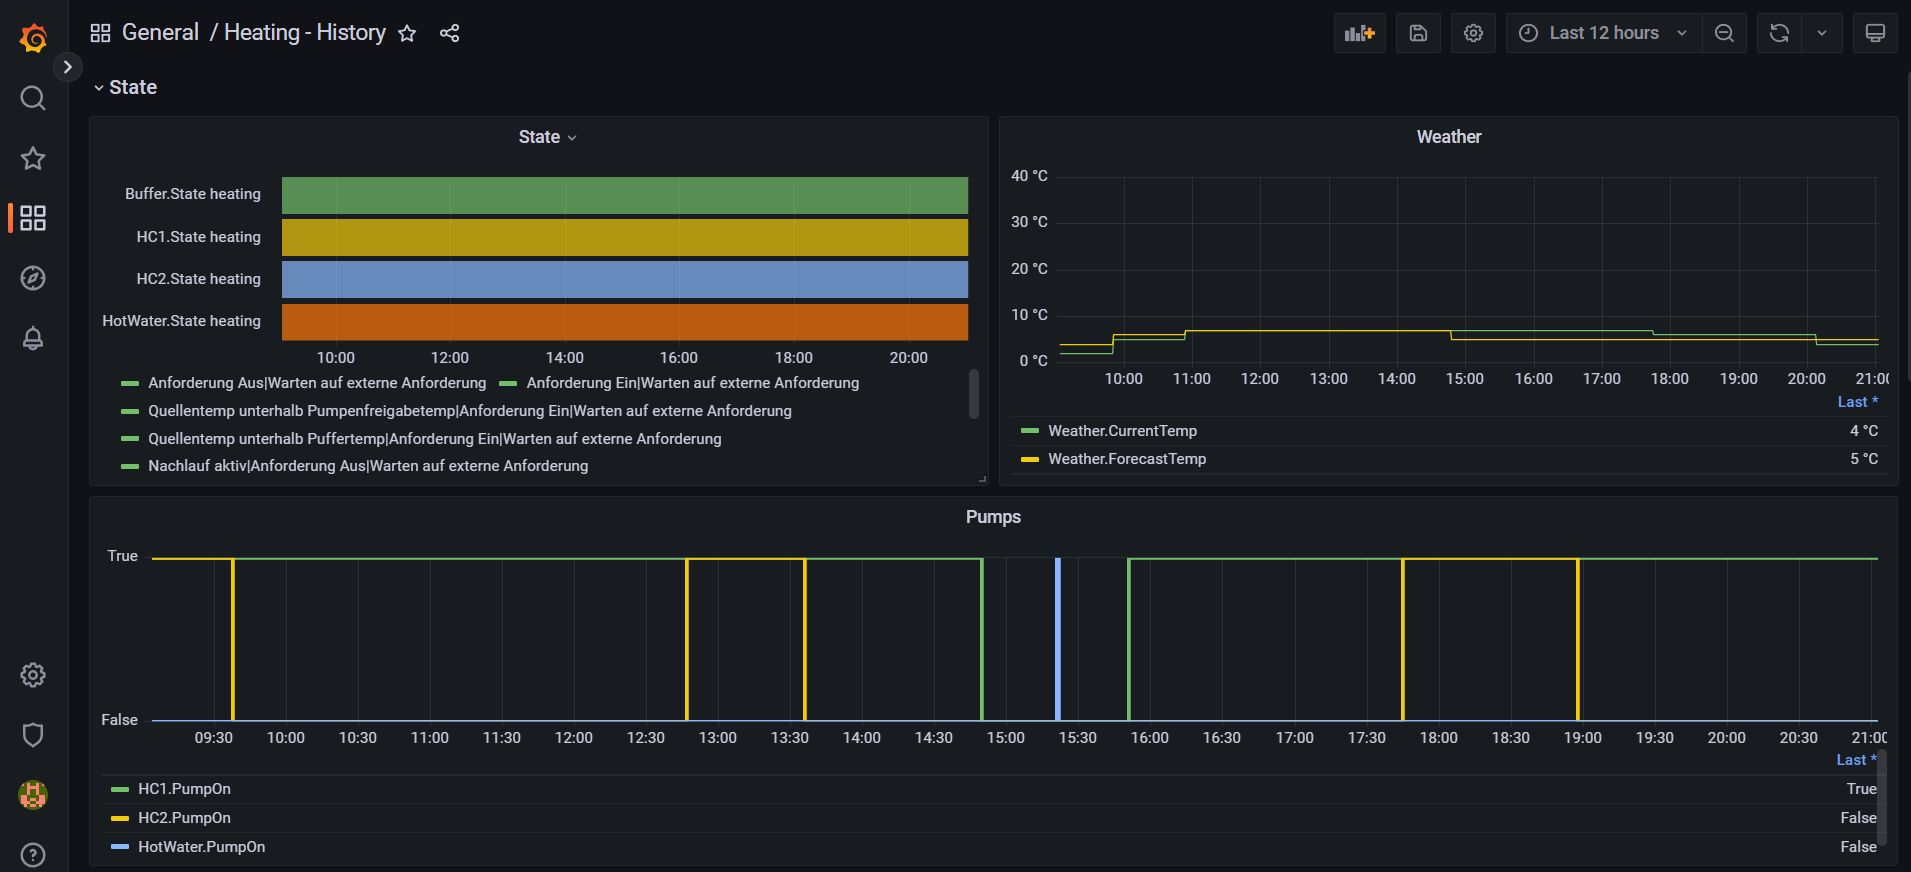 General / Heating - History
Last 12 hours
State
State
Buffer.State heating
HC1.State heating
HC2.State heating
HotWater.State heating
10:00 12:00 14:00 16:00 18:00 20:00
Anforderung Aus|Warten auf externe Anforderung Anforderung Ein|Warten auf externe Anforderung
Quellentemp unterhalb Pumpenfreigabetemp|Anforderung Ein|Warten auf externe Anforderung
Quellentemp unterhalb Puffertemp|Anforderung Ein|Warten auf externe Anforderung
Nachlauf aktiv|Anforderung Aus|Warten auf externe Anforderung
Weather
40 °C
30 °C
20 °C
10 °C
0 °C
10:00 11:00 12:00 13:00 14:00 15:00 16:00 17:00 18:00 19:00 20:00 21:00
Last *
Weather.CurrentTemp 4 °C
Weather.ForecastTemp 5 °C
Pumps
True
False
09:30 10:00 10:30 11:00 11:30 12:00 12:30 13:00 13:30 14:00 14:30 15:00 15:30 16:00 16:30 17:00 17:30 18:00 18:30 19:00 19:30 20:00 20:30 21:00
Last *
HC1.PumpOn True
HC2.PumpOn False
HotWater.PumpOn False